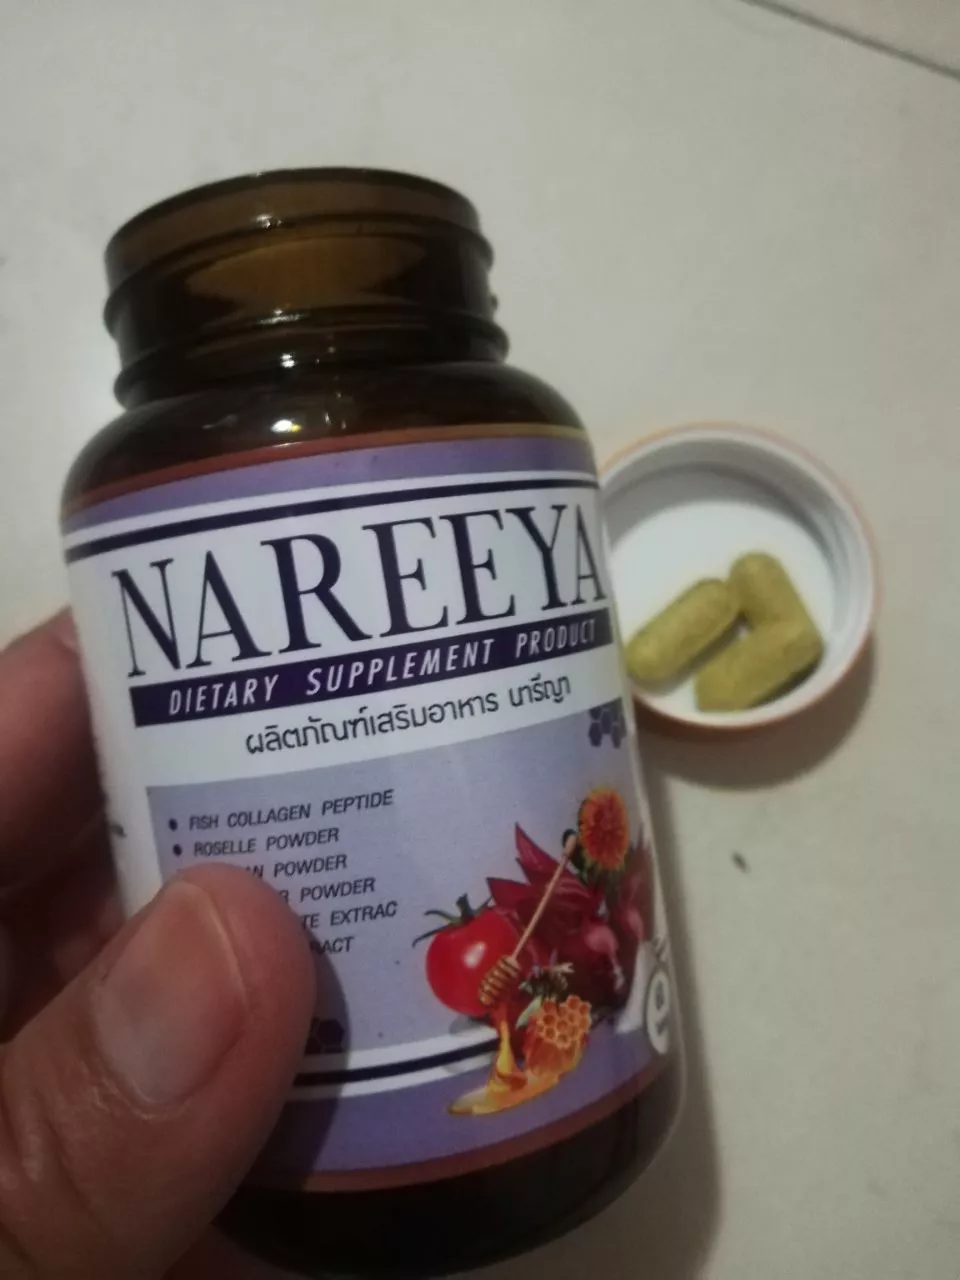 NAREEYA
DIETARY SUPPLEMENT PRODUCT
ผลิตภัณฑ์เสริมอาหาร นารีญา
• FISH COLLAGEN PEPTIDE
• ROSELLE POWDER
POWDER
POWDER
EXTRAC